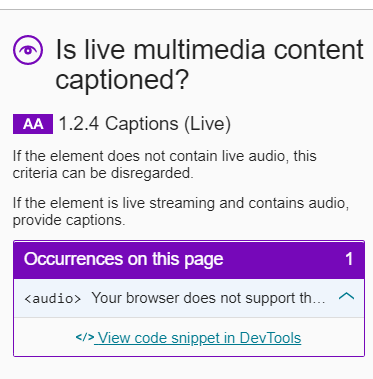 Is live multimedia content
captioned?
AA 1.2.4 Captions (Live)
If the element does not contain live audio, this
criteria can be disregarded.
If the element is live streaming and contains audio,
provide captions.
Occurrences on this page 1
<audio> Your browser does not support th...
</> View code snippet in DevTools